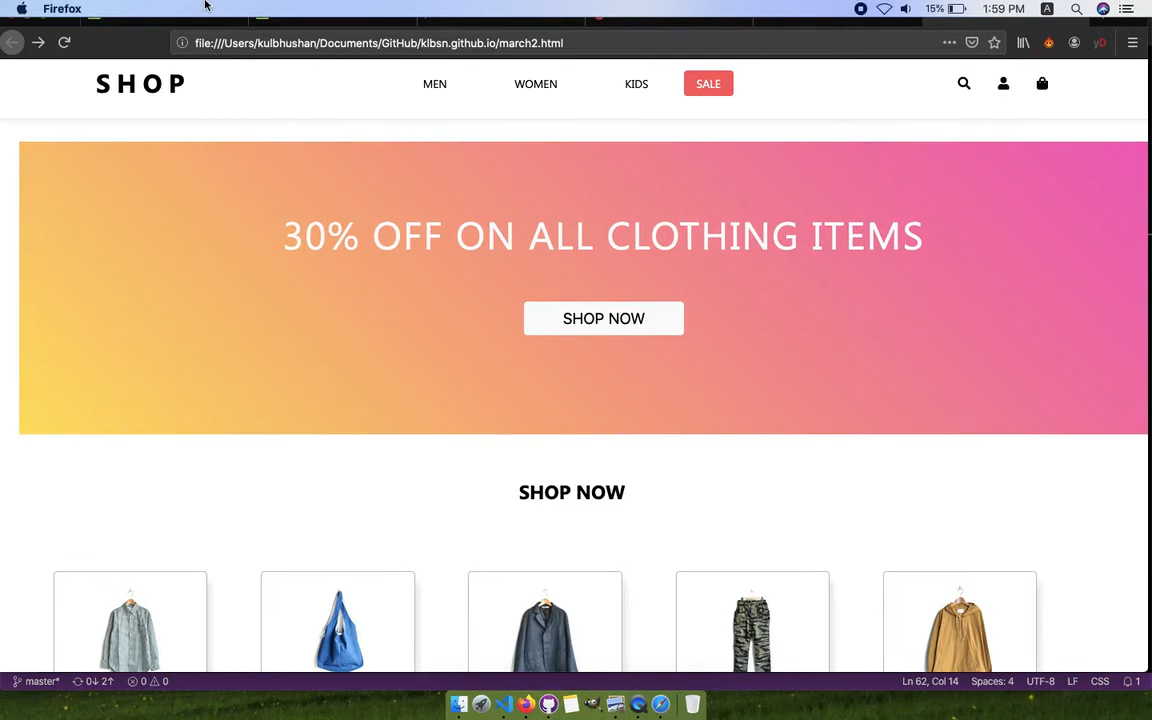 Firefox
15%
1:59 PM
A
file:///Users/kulbhushan/Documents/GitHub/klbsn.github.io/march2.html
yD
SHOP
MEN
WOMEN
KIDS
SALE
30% OFF ON ALL CLOTHING ITEMS
SHOP NOW
SHOP NOW
master*
0↓ 2↑
0
0
Ln 62, Col 14
Spaces: 4
UTF-8
LF
CSS
1